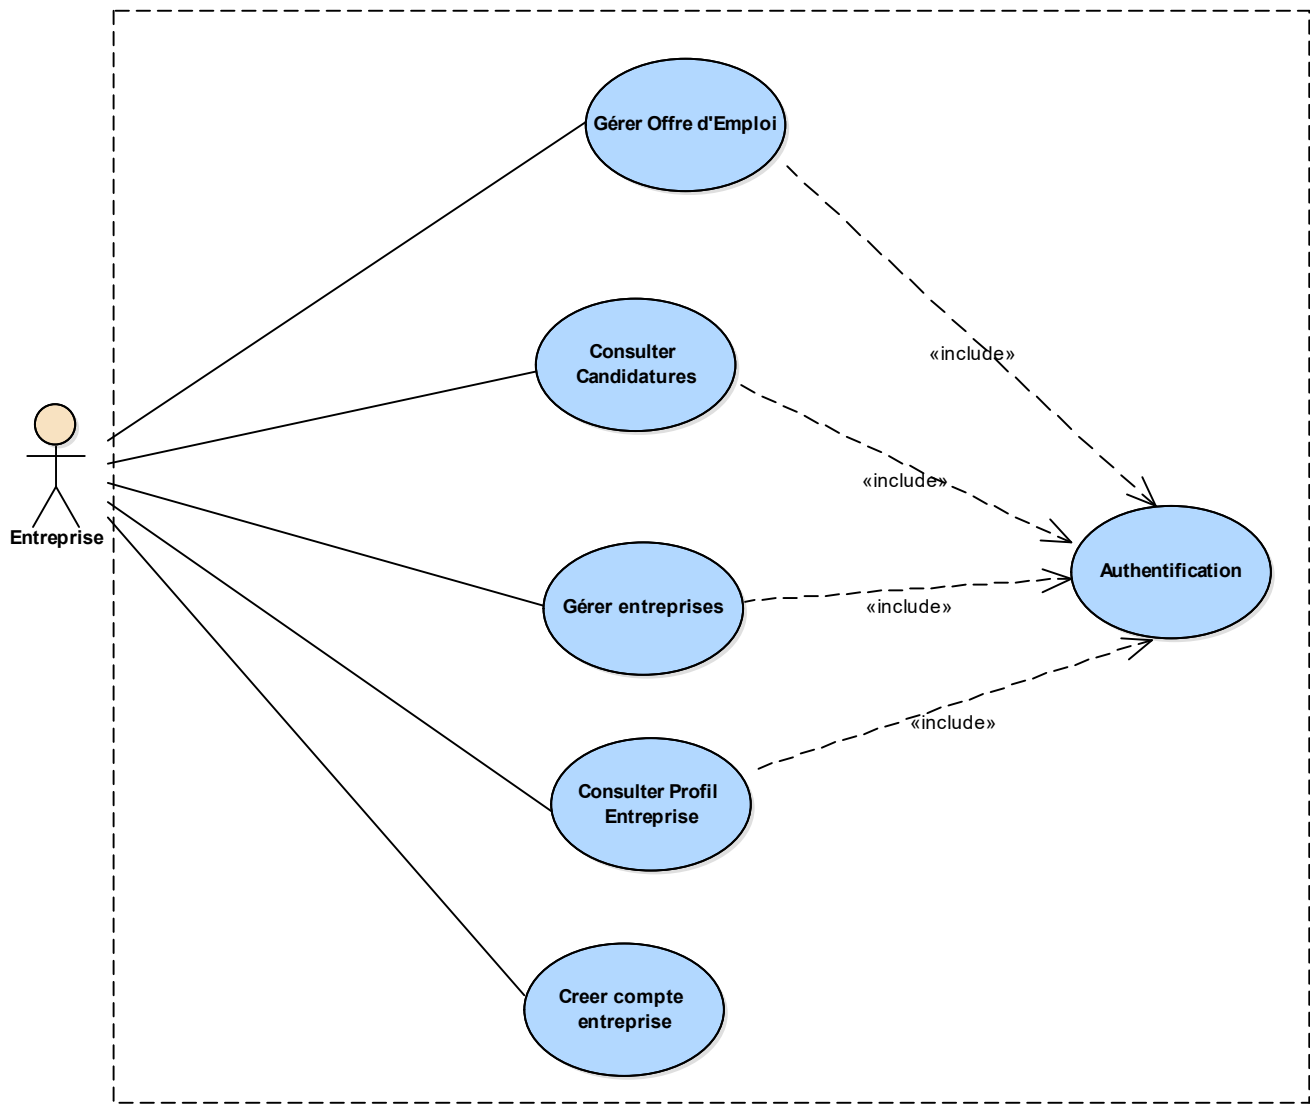 Gérer Offre d'Emploi
«include»
Consulter
Candidatures
«include»
Entreprise
Authentification
Gérer entreprises
«include»
«include»
Consulter Profil
Entreprise
Creer compte
entreprise